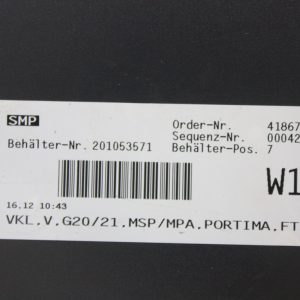 SMP
Order-Nr. 41867
Sequenz-Nr. 00042
Behälter-Nr. 201053571 Behälter-Pos. 7
W1
16.12 10:43
VKL.V.G20/21.MSP/MPA.PORTIMA.FT